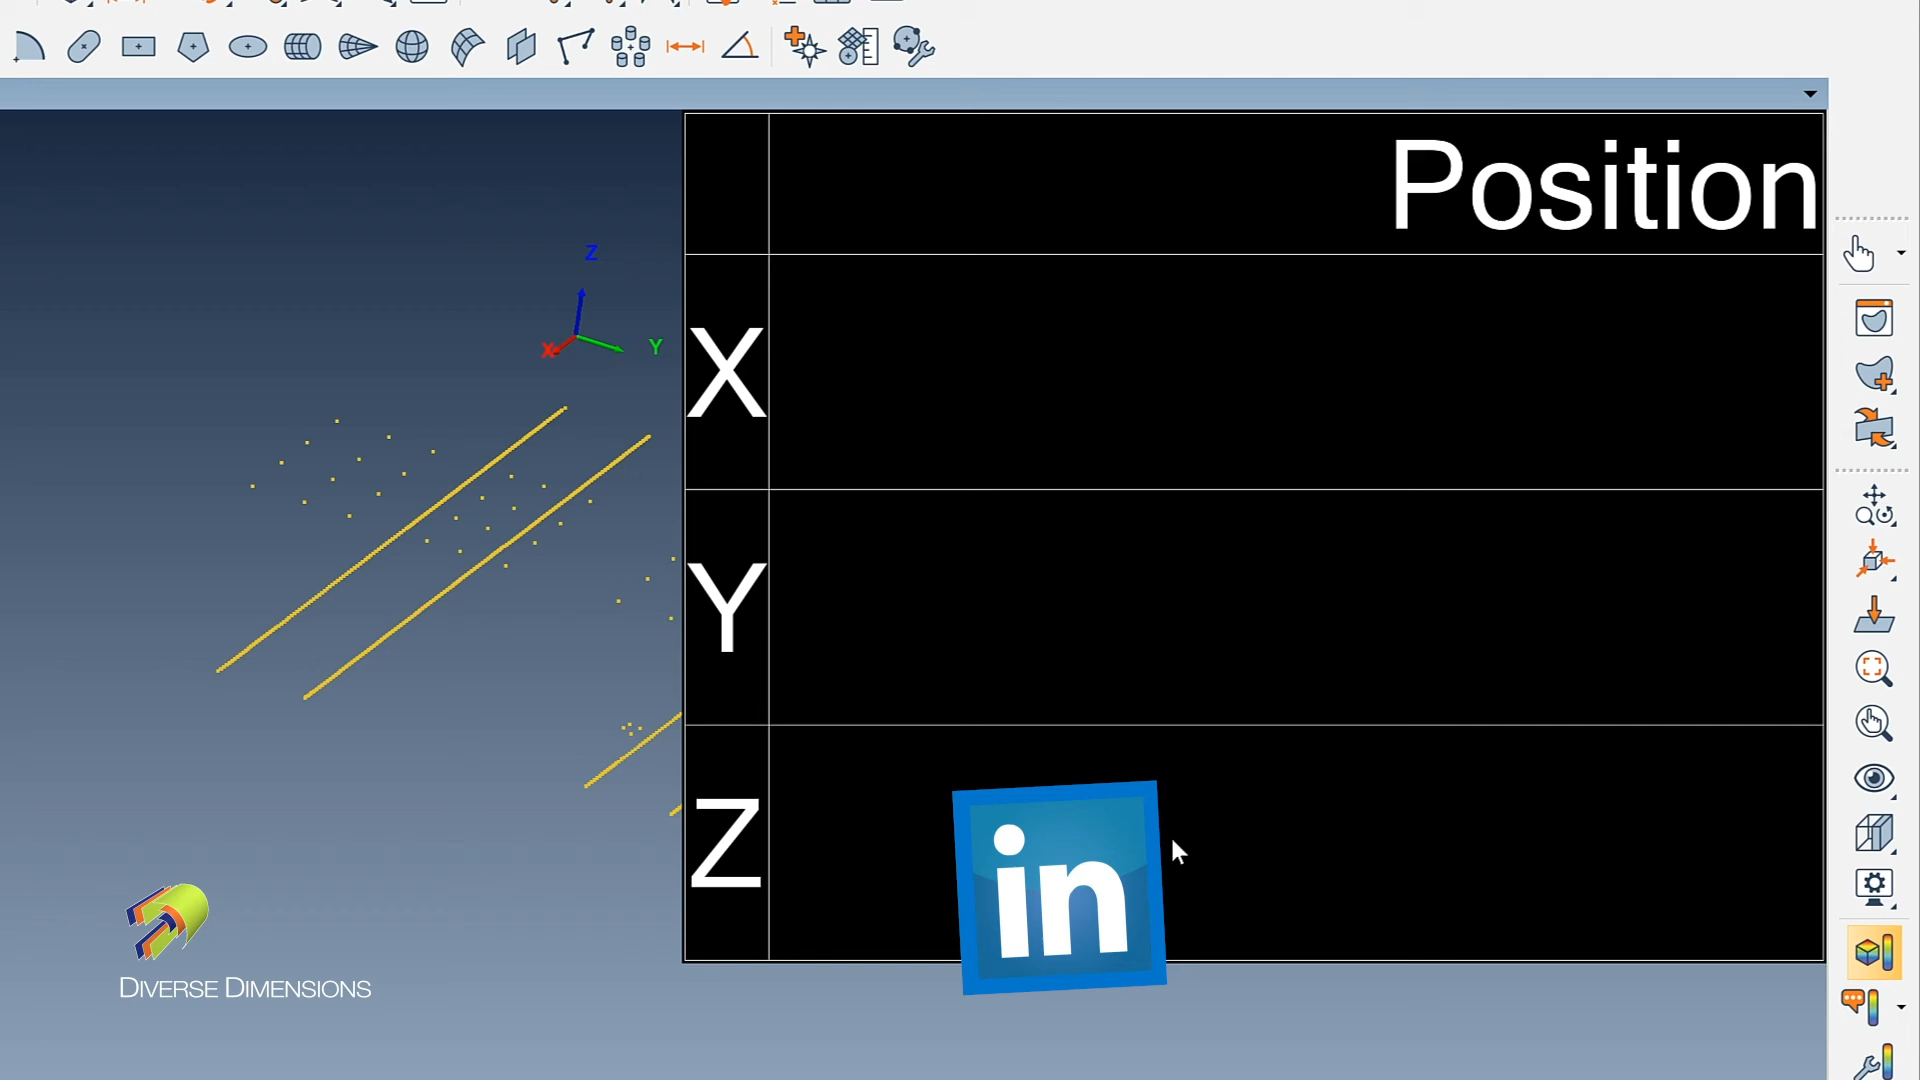 Position
Z
X
Y
X
Y
Z
in
DIVERSE DIMENSIONS